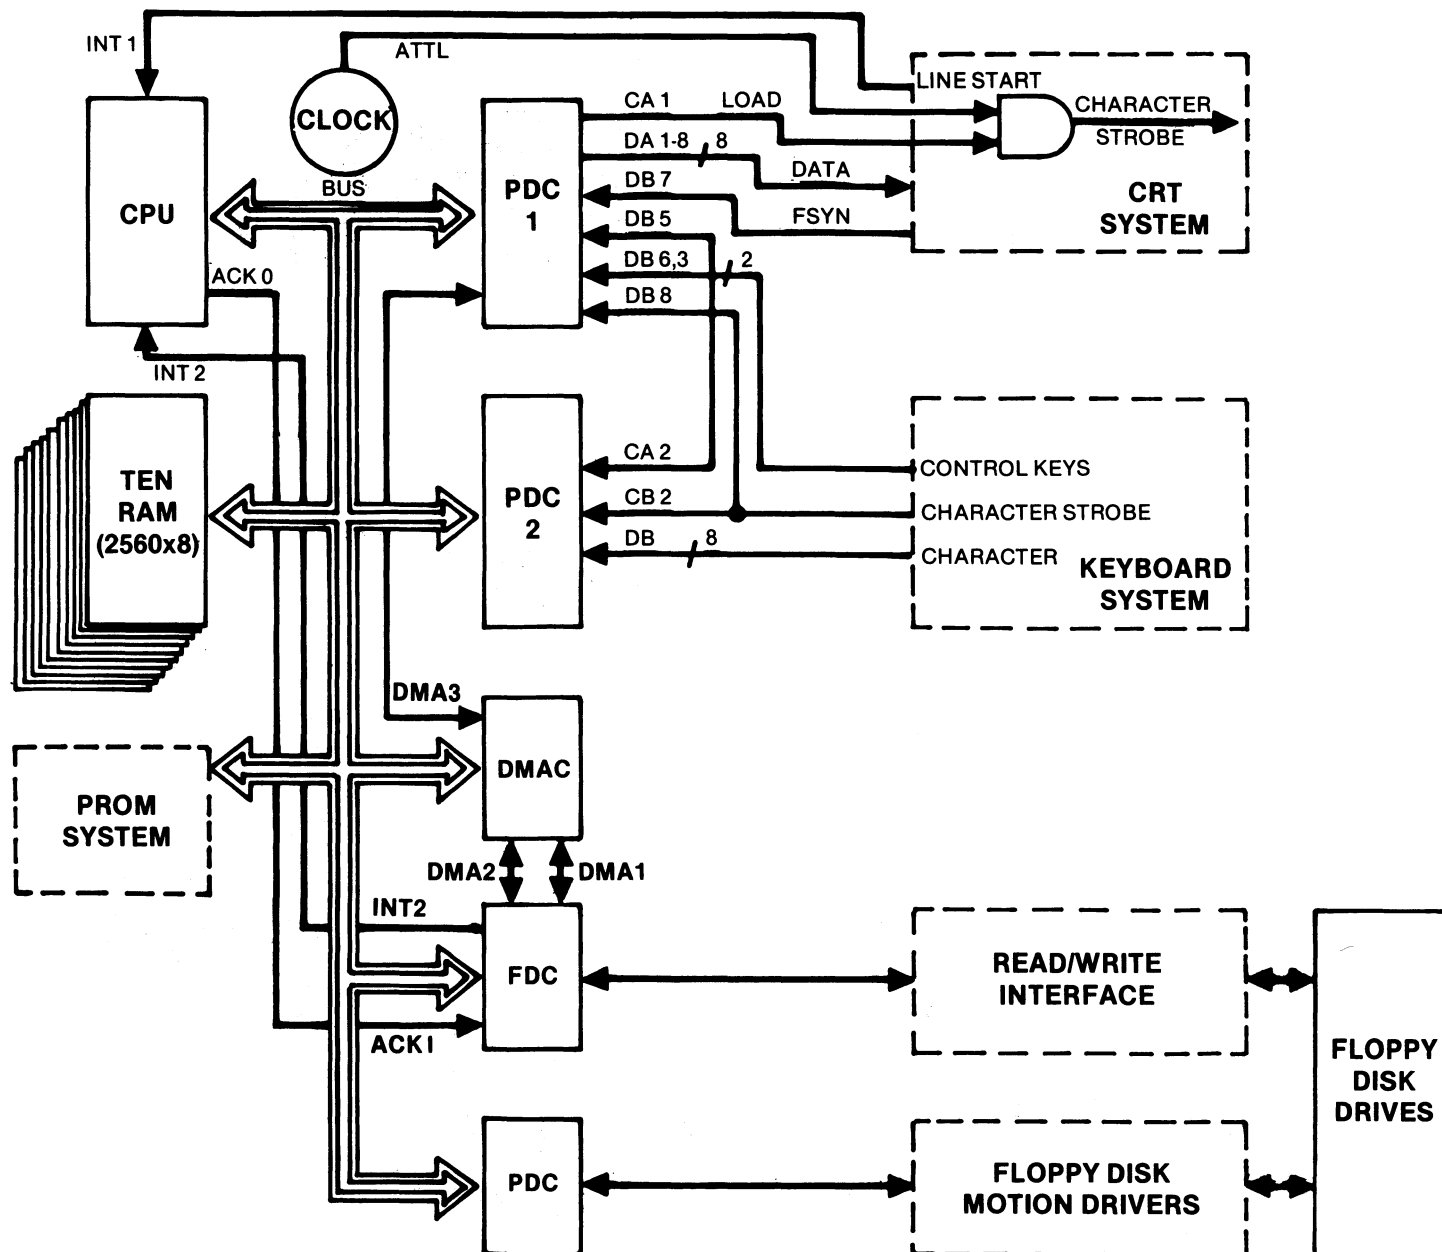 INT 1
ATTL
CLOCK
BUS
CPU
ACK 0
INT 2
PDC
1
CA 1
LOAD
DA 1-8
8
DATA
DB 7
FSYN
DB 5
DB 6,3
2
DB 8
LINE START
CHARACTER
STROBE
CRT
SYSTEM
TEN
RAM
(2560x8)
PDC
2
CA 2
CB 2
DB
8
CONTROL KEYS
CHARACTER STROBE
CHARACTER
KEYBOARD
SYSTEM
PROM
SYSTEM
DMA3
DMAC
DMA2
DMA1
INT2
FDC
ACK I
READ/WRITE
INTERFACE
FLOPPY
DISK
DRIVES
PDC
FLOPPY DISK
MOTION DRIVERS